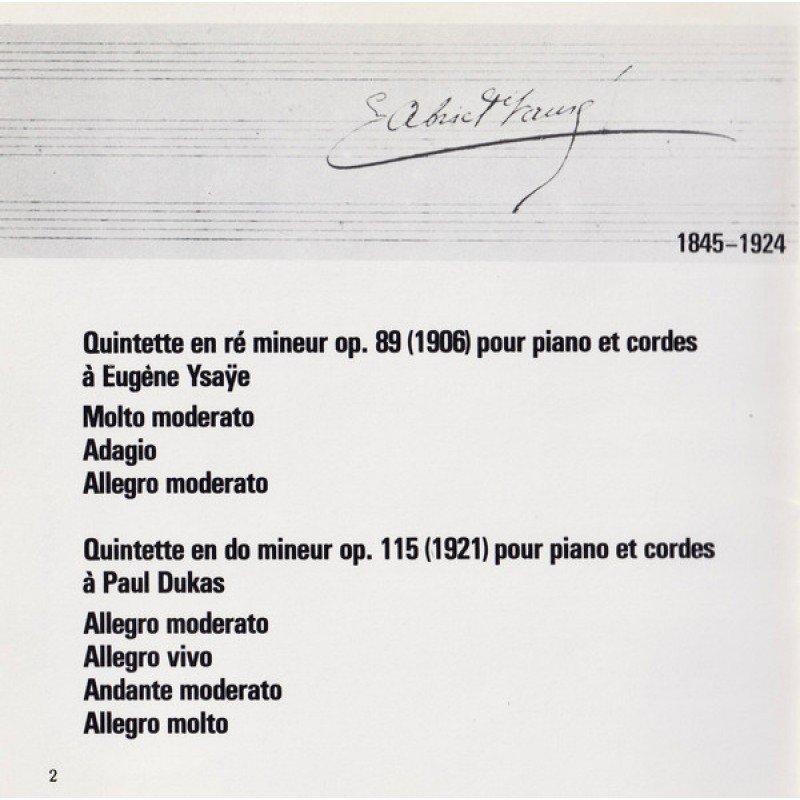 Gabriel Fauré
1845–1924
Quintette en ré mineur op. 89 (1906) pour piano et cordes
à Eugène Ysaÿe
Molto moderato
Adagio
Allegro moderato
Quintette en do mineur op. 115 (1921) pour piano et cordes
à Paul Dukas
Allegro moderato
Allegro vivo
Andante moderato
Allegro molto
2